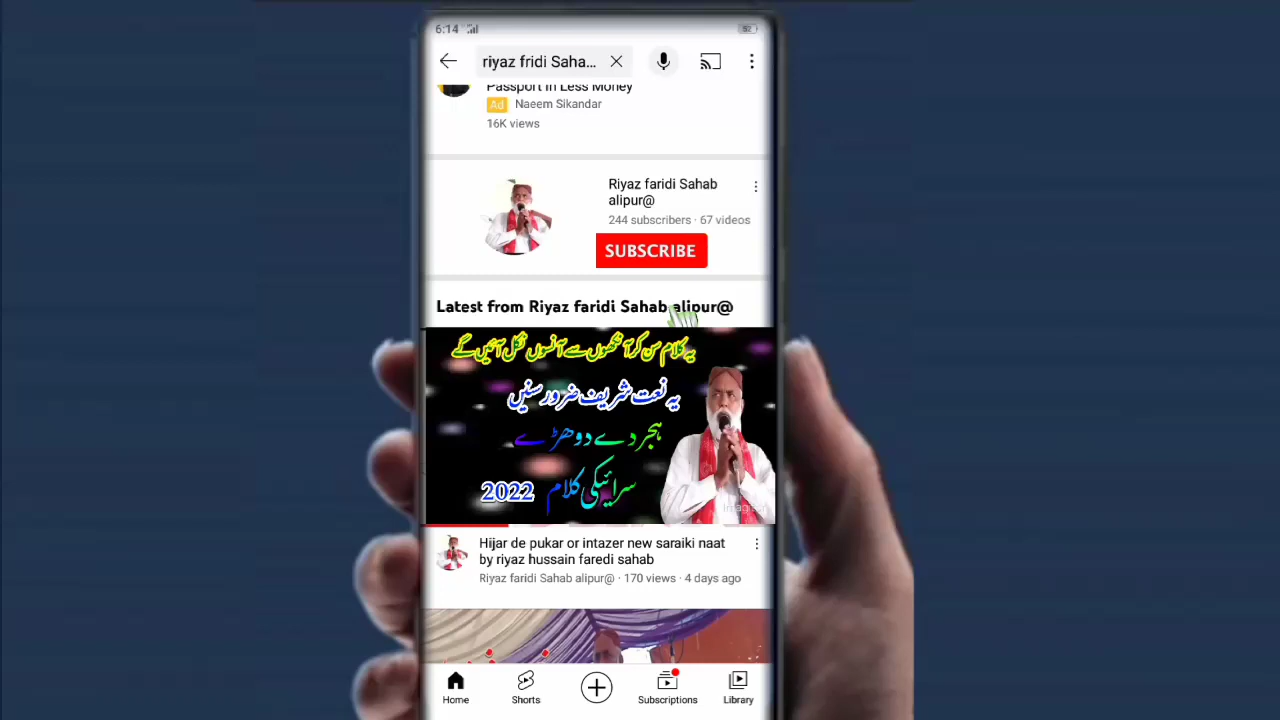 6:14
52
riyaz fridi Saha...
Passport In Less Money
Ad Naeem Sikandar
16K views
Riyaz faridi Sahab
alipur@
244 subscribers · 67 videos
SUBSCRIBE
Latest from Riyaz faridi Sahab alipur@
یہ کلام سن کر آنکھوں سے آنسوں نکل آئیں گے
یہ نعت شریف ضرور سنیں
ہجر دے دوھڑے
سرائیکی کلام 2022
Hijar de pukar or intazer new saraiki naat
by riyaz hussain faredi sahab
Riyaz faridi Sahab alipur@ · 170 views · 4 days ago
Home
Shorts
Subscriptions
Library